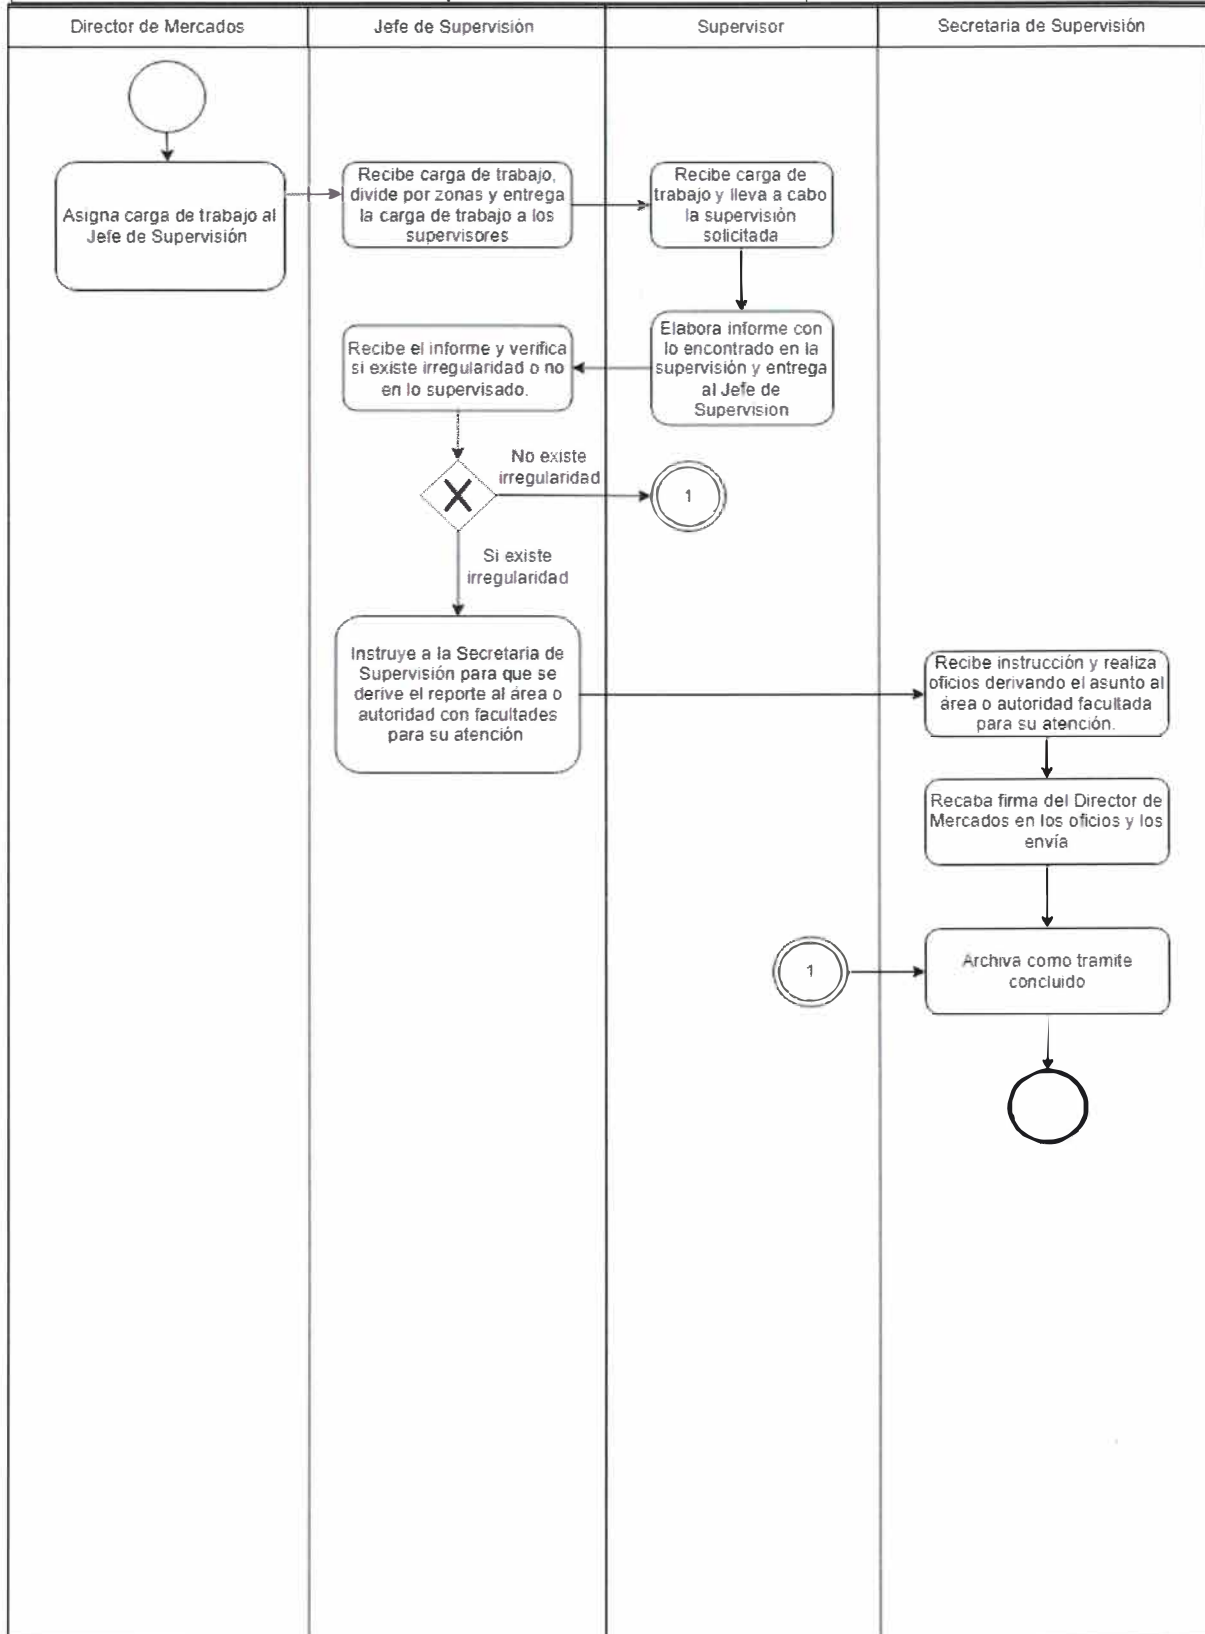 Director de Mercados
Jefe de Supervisión
Supervisor
Secretaria de Supervisión
Asigna carga de trabajo al
Jefe de Supervisión
Recibe carga de trabajo,
divide por zonas y entrega
la carga de trabajo a los
supervisores
Recibe carga de
trabajo y lleva a cabo
la supervisión
solicitada
Elabora informe con
lo encontrado en la
supervisión y entrega
al Jefe de
Supervision
Recibe el informe y verifica
si existe irregularidad o no
en lo supervisado.
No existe
irregularidad
1
Si existe
irregularidad
Instruye a la Secretaria de
Supervisión para que se
derive el reporte al área o
autoridad con facultades
para su atención
Recibe instrucción y realiza
oficios derivando el asunto al
área o autoridad facultada
para su atención.
Recaba firma del Director de
Mercados en los oficios y los
envía
1
Archiva como tramite
concluido